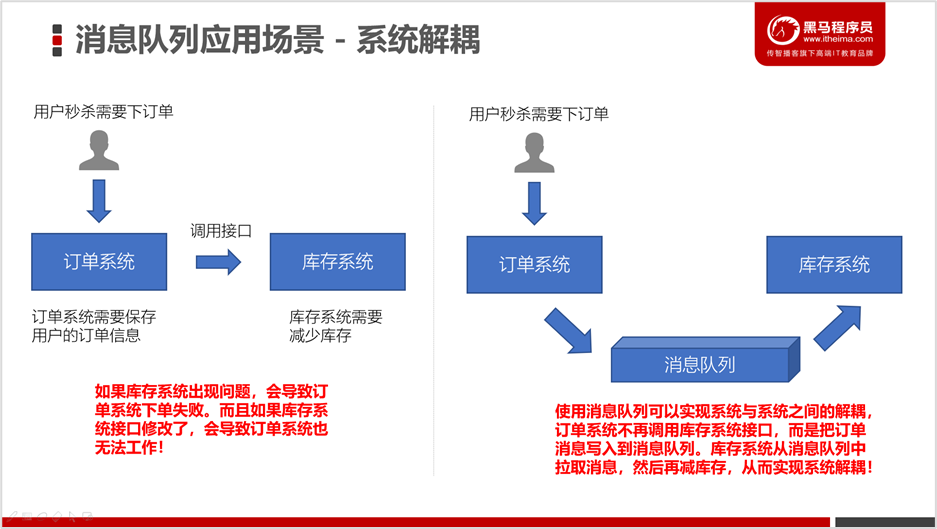 消息队列应用场景 - 系统解耦
黑马程序员
www.itheima.com
传智播客旗下高端IT教育品牌
用户秒杀需要下订单
订单系统
调用接口
库存系统
订单系统需要保存
用户的订单信息
库存系统需要
减少库存
如果库存系统出现问题，会导致订
单系统下单失败。而且如果库存系
统接口修改了，会导致订单系统也
无法工作！
用户秒杀需要下订单
订单系统
库存系统
消息队列
使用消息队列可以实现系统与系统之间的解耦，
订单系统不再调用库存系统接口，而是把订单
消息写入到消息队列。库存系统从消息队列中
拉取消息，然后再减库存，从而实现系统解耦！